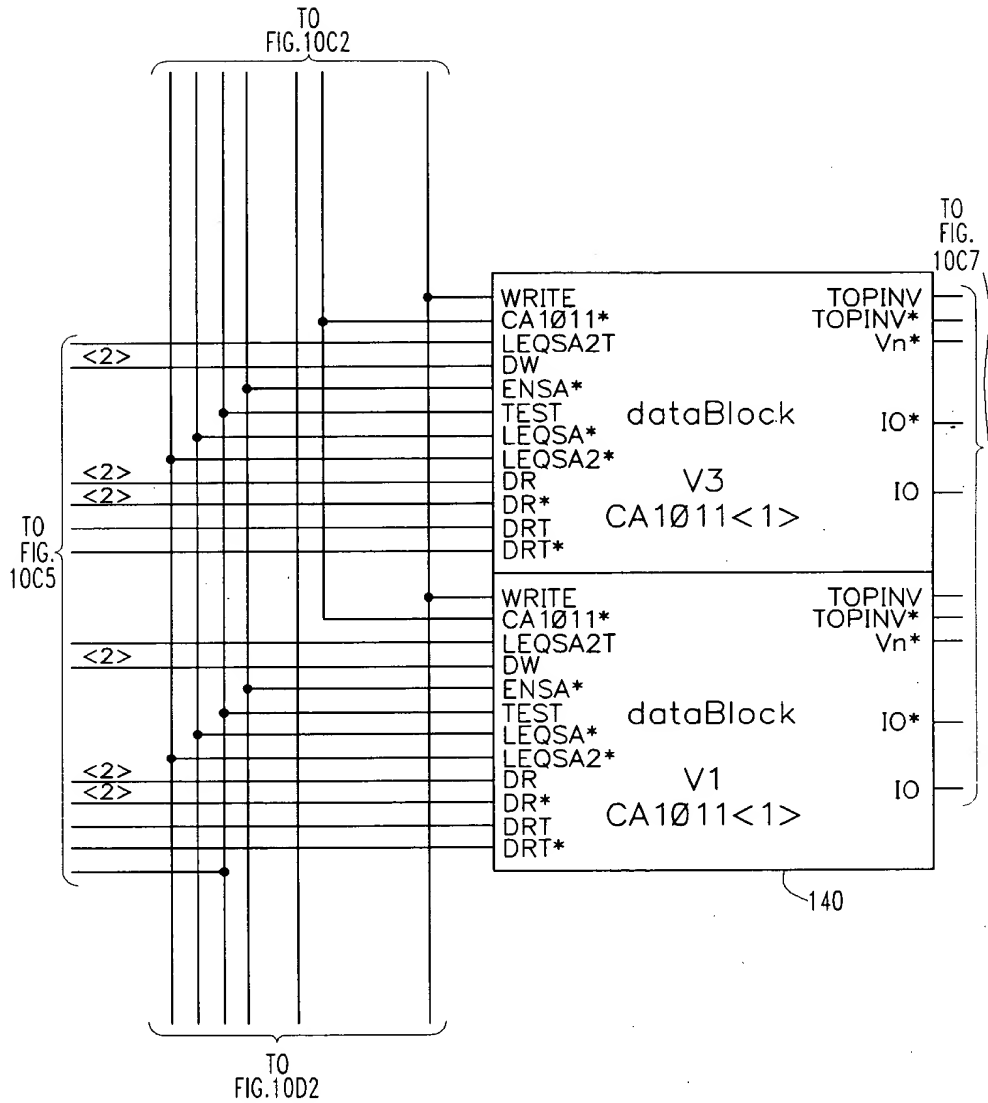 TO
FIG.10C2
TO
FIG.
10C7
WRITE
CA1Ø11*
LEQSA2T
<2>
DW
ENSA*
TEST
LEQSA*
LEQSA2*
<2>
DR
<2>
DR*
DRT
DRT*
dataBlock
V3
CA1Ø11<1>
TOPINV
TOPINV*
Vn*
IO*
IO
TO
FIG.
10C5
WRITE
CA1Ø11*
LEQSA2T
<2>
DW
ENSA*
TEST
LEQSA*
LEQSA2*
<2>
DR
<2>
DR*
DRT
DRT*
dataBlock
V1
CA1Ø11<1>
TOPINV
TOPINV*
Vn*
IO*
IO
140
TO
FIG.10D2